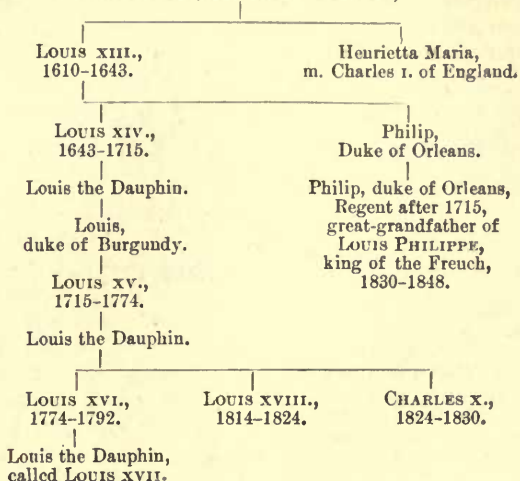 Louis XIII.,
1610-1643.
Henrietta Maria,
m. Charles I. of England.
Louis XIV.,
1643-1715.
Philip,
Duke of Orleans.
Louis the Dauphin.
Louis,
duke of Burgundy.
Philip, duke of Orleans,
Regent after 1715,
great-grandfather of
Louis Philippe,
king of the French,
1830-1848.
Louis XV.,
1715-1774.
Louis the Dauphin.
Louis XVI.,
1774-1792.
Louis XVIII.,
1814-1824.
Charles X.,
1824-1830.
Louis the Dauphin,
called Louis XVII.